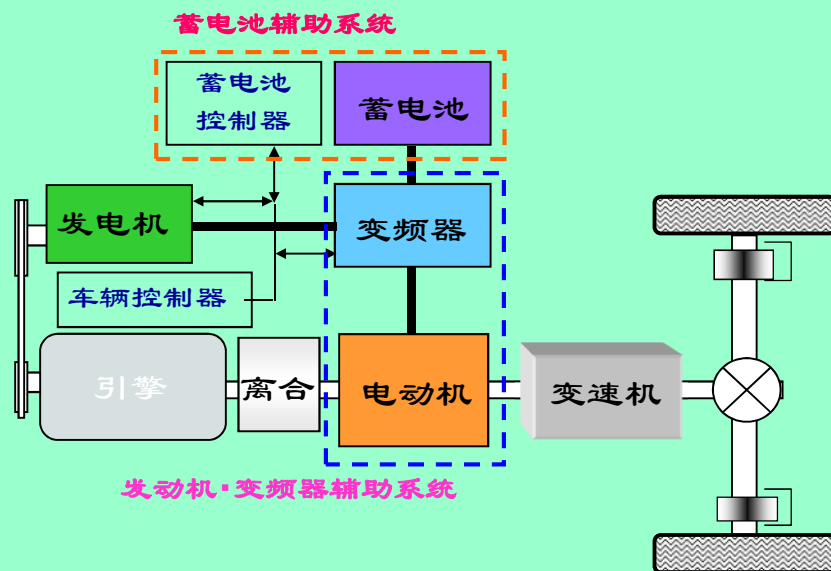 蓄电池辅助系统
蓄电池
控制器
蓄电池
发电机
变频器
车辆控制器
引擎
离合
电动机
变速机
发动机·变频器辅助系统